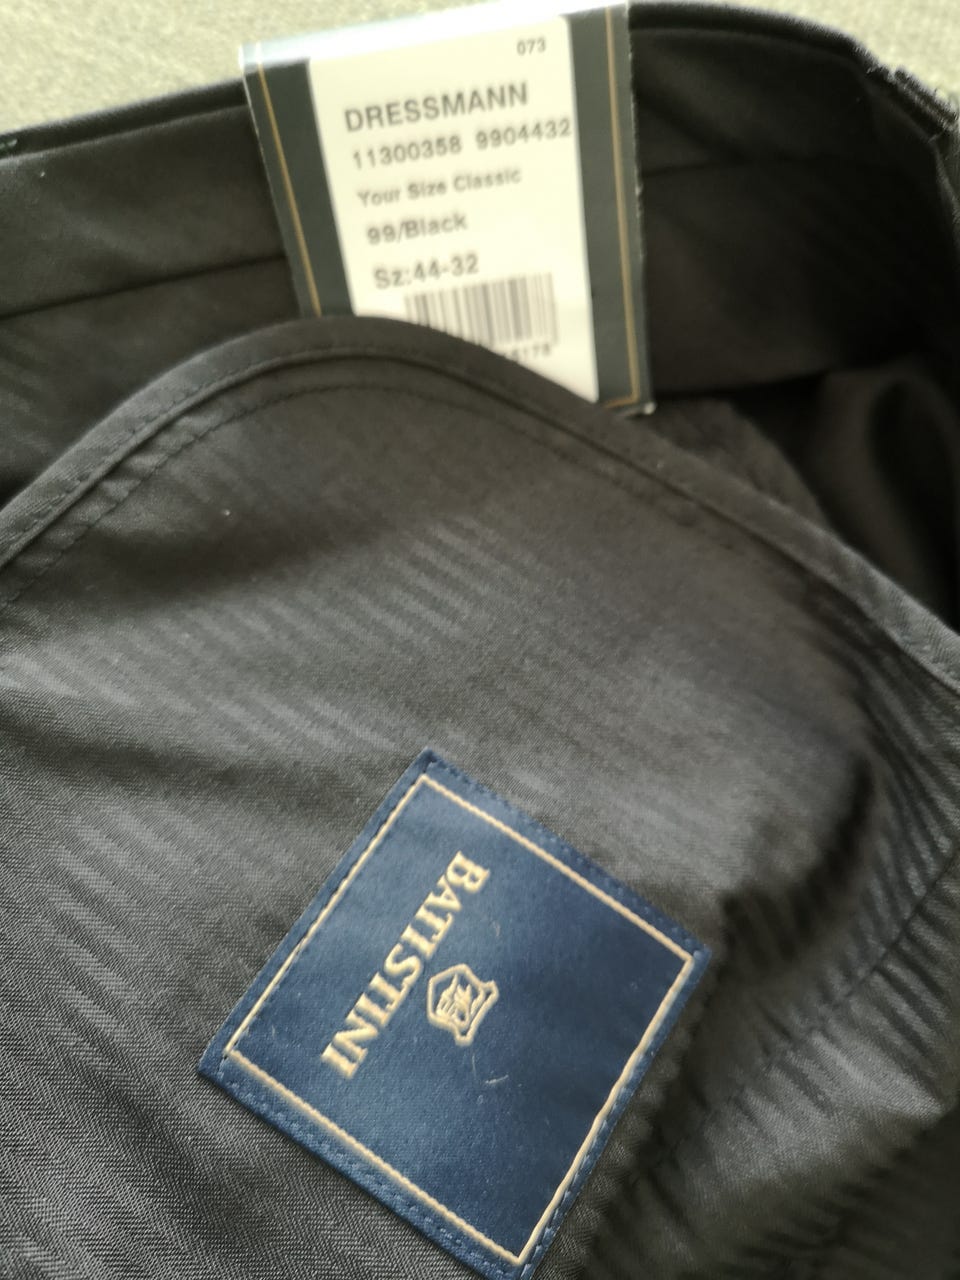 073
DRESSMANN
11300358 9904432
Your Size Classic
99/Black
Sz:44-32
BATISTINI